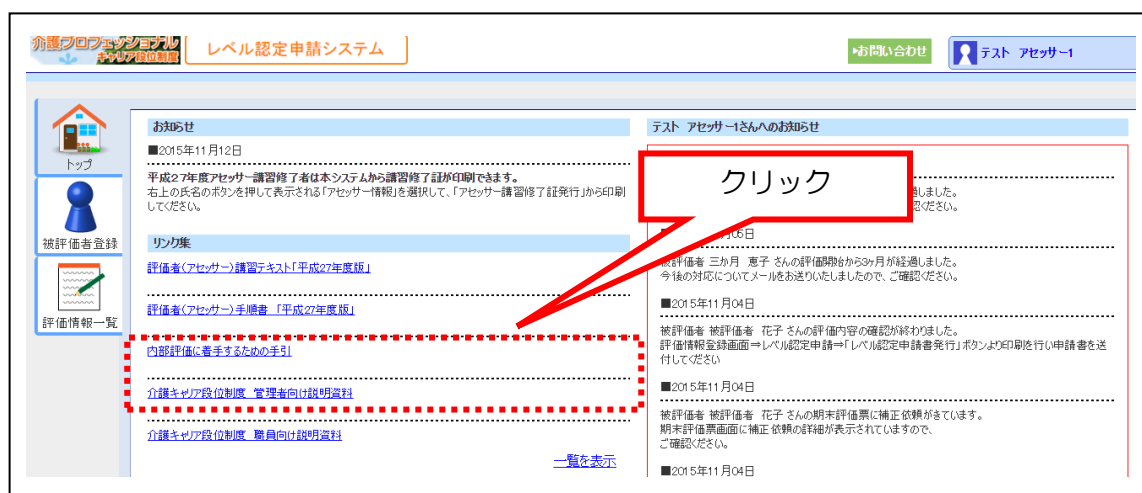 介護プロフェッショナル
キャリア段位制度
レベル認定申請システム
お問い合わせ
テスト アセッサー1
トップ
被評価者登録
評価情報一覧
お知らせ
■2015年11月12日
平成27年度アセッサー講習修了者は本システムから講習修了証が印刷できます。
右上の氏名のボタンを押して表示される「アセッサー情報」を選択して、「アセッサー講習修了証発行」から印刷
してください。
リンク集
評価者(アセッサー)講習テキスト「平成27年度版」
評価者(アセッサー)手順書 「平成27年度版」
内部評価に着手するための手引
介護キャリア段位制度 管理者向け説明資料
介護キャリア段位制度 職員向け説明資料
一覧を表示
テスト アセッサー1さんへのお知らせ
クリック
しました。
ください。
月05日
被評価者 三か月 恵子 さんの評価開始から3ヶ月が経過しました。
今後の対応についてメールをお送りいたしましたので、ご確認ください。
■2015年11月04日
被評価者 被評価者 花子 さんの評価内容の確認が終わりました。
評価情報登録画面⇒レベル認定申請⇒「レベル認定申請書発行」ボタンより印刷を行い申請書を送
付してください
■2015年11月04日
被評価者 被評価者 花子 さんの期末評価票に補正依頼がきています。
期末評価票画面に補正依頼の詳細が表示されていますので、
ご確認ください。
■2015年11月04日